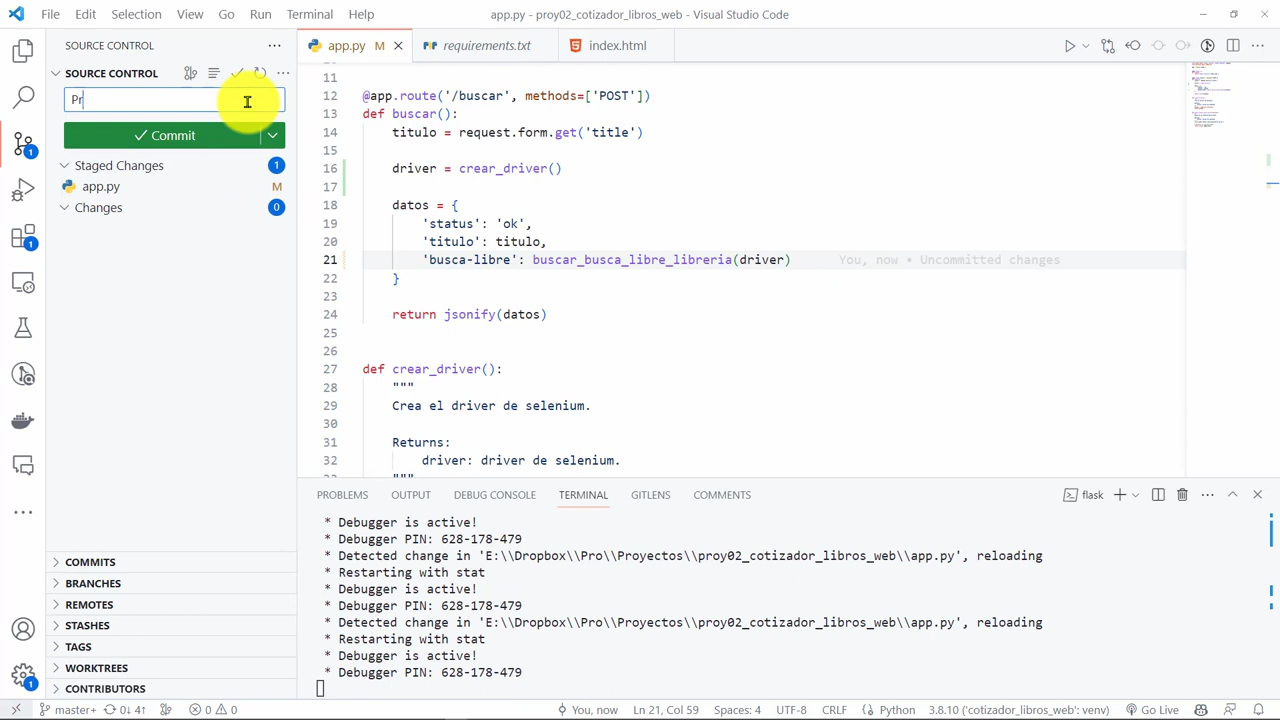 File Edit Selection View Go Run Terminal Help
app.py - proy02_cotizador_libros_web - Visual Studio Code
SOURCE CONTROL
app.py M
requirements.txt
index.html
SOURCE CONTROL
Pr
Commit
Staged Changes 1
app.py M
Changes 0
1
1
1
COMMITS
BRANCHES
REMOTES
STASHES
TAGS
WORKTREES
CONTRIBUTORS
11
12 @app.route('/buscar', methods=['POST'])
13 def buscar():
14 titulo = request.form.get('title')
15
16 driver = crear_driver()
17
18 datos = {
19 'status': 'ok',
20 'titulo': titulo,
21 'busca-libre': buscar_busca_libre_libreria(driver) You, now • Uncommitted changes
22 }
23
24 return jsonify(datos)
25
26
27 def crear_driver():
28 """
29 Crea el driver de selenium.
30
31 Returns:
32 driver: driver de selenium.
33 """
PROBLEMS OUTPUT DEBUG CONSOLE TERMINAL GITLENS COMMENTS
flask
* Debugger is active!
* Debugger PIN: 628-178-479
* Detected change in 'E:\\Dropbox\\Pro\\Proyectos\\proy02_cotizador_libros_web\\app.py', reloading
* Restarting with stat
* Debugger is active!
* Debugger PIN: 628-178-479
* Detected change in 'E:\\Dropbox\\Pro\\Proyectos\\proy02_cotizador_libros_web\\app.py', reloading
* Restarting with stat
* Debugger is active!
* Debugger PIN: 628-178-479
master+ 0↓ 4↑ 0 0 You, now Ln 21, Col 59 Spaces: 4 UTF-8 CRLF Python 3.8.10 ('cotizador_libros_web': venv) Go Live